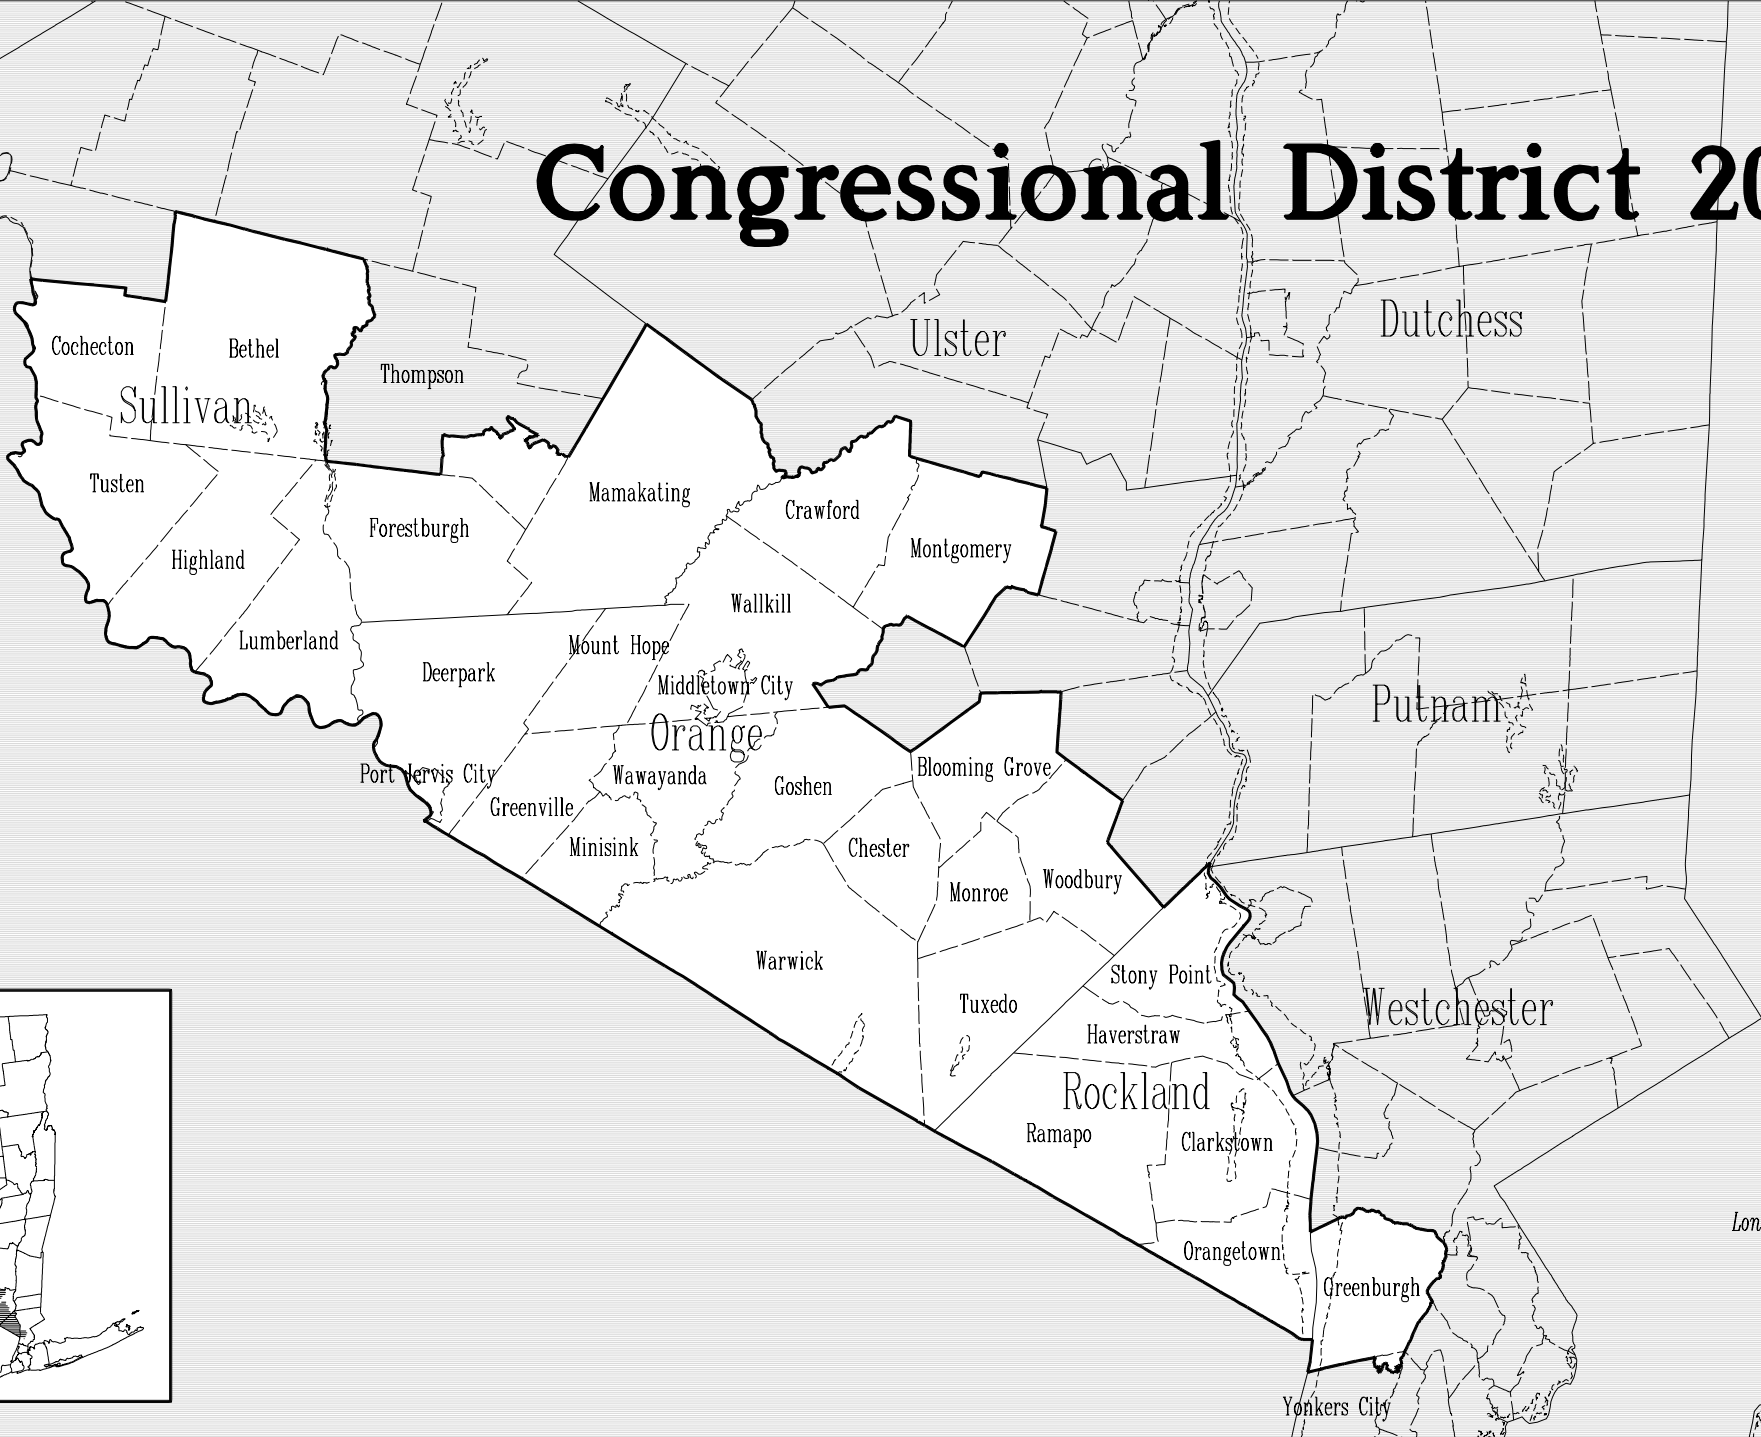 Congressional District 20
Dutchess
Ulster
Cochecton
Bethel
Thompson
Sullivan
Tusten
Mamakating
Crawford
Forestburgh
Montgomery
Highland
Wallkill
Lumberland
Mount Hope
Deerpark
Middletown City
Putnam
Orange
Blooming Grove
Port Jervis City
Wawayanda
Goshen
Greenville
Minisink
Chester
Monroe
Woodbury
Warwick
Stony Point
Tuxedo
Westchester
Haverstraw
Rockland
Ramapo
Clarkstown
Lon
Orangetown
Greenburgh
Yonkers City